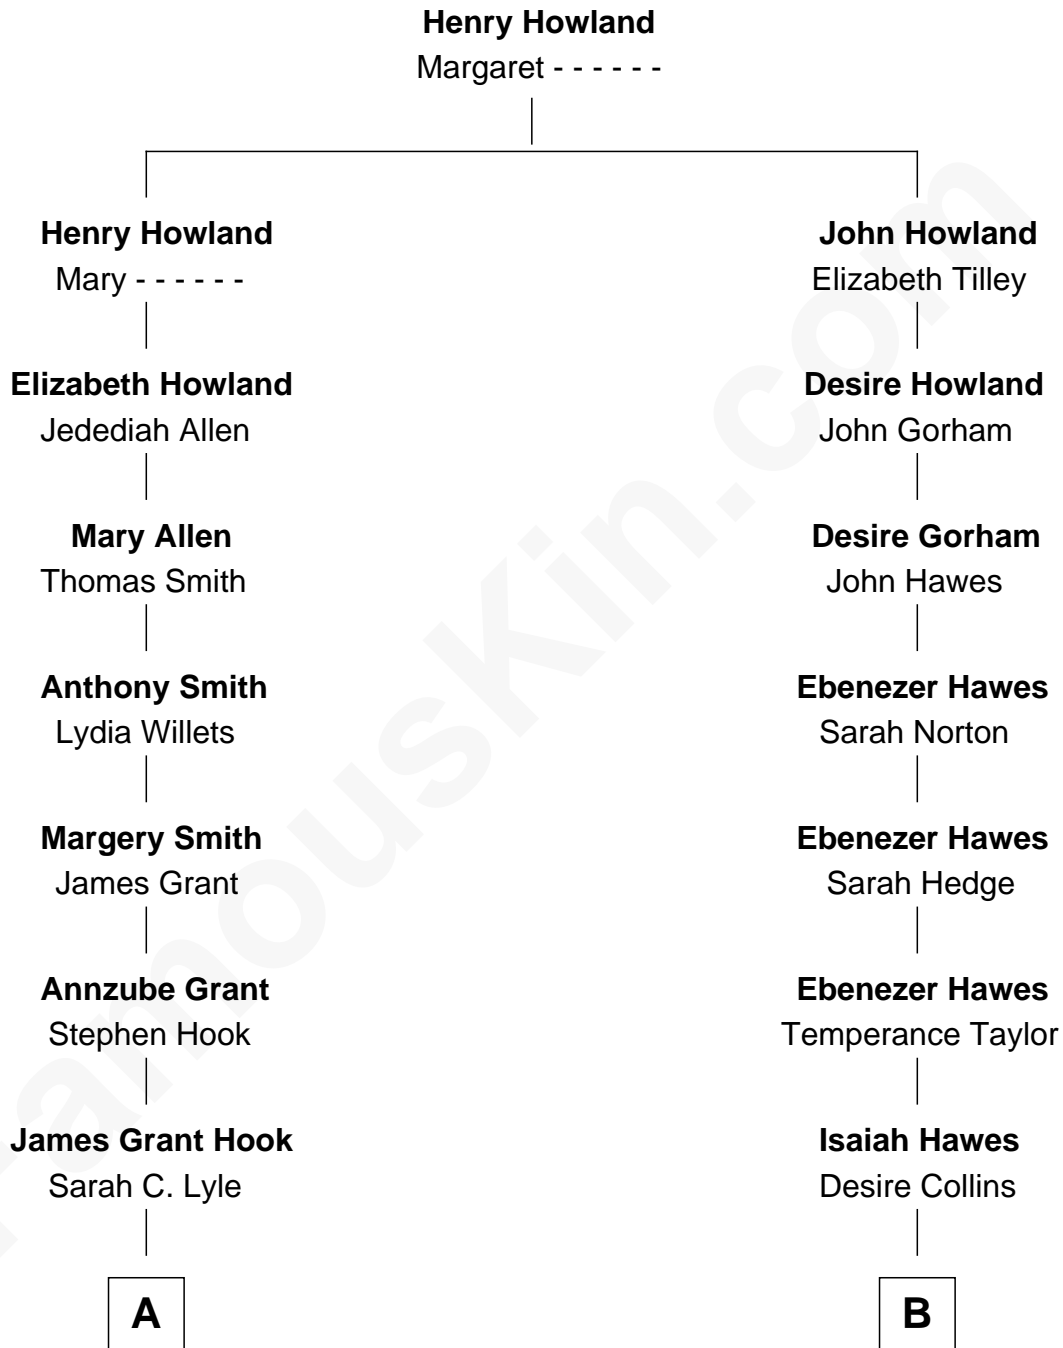 Henry Howland
Margaret - - - - - -
Henry Howland
Mary - - - - - -
John Howland
Elizabeth Tilley
Elizabeth Howland
Jedediah Allen
Desire Howland
John Gorham
Mary Allen
Thomas Smith
Desire Gorham
John Hawes
Anthony Smith
Lydia Willets
Ebenezer Hawes
Sarah Norton
Margery Smith
James Grant
Ebenezer Hawes
Sarah Hedge
Annzube Grant
Stephen Hook
Ebenezer Hawes
Temperance Taylor
James Grant Hook
Sarah C. Lyle
Isaiah Hawes
Desire Collins
A
B
FamousKin.com